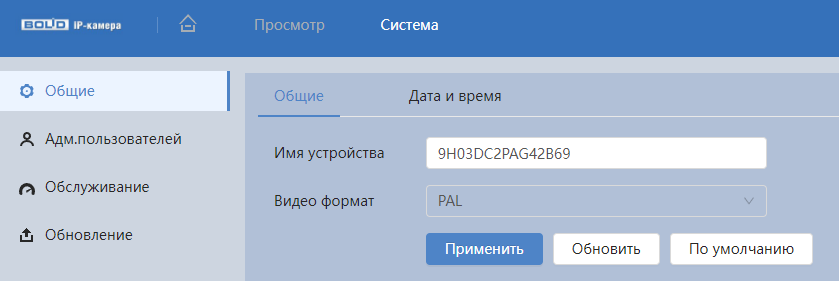 BOLID IP-камера Просмотр Система
Общие
Адм.пользователей
Обслуживание
Обновление
Общие Дата и время
Имя устройства 9H03DC2PAG42B69
Видео формат PAL
Применить Обновить По умолчанию